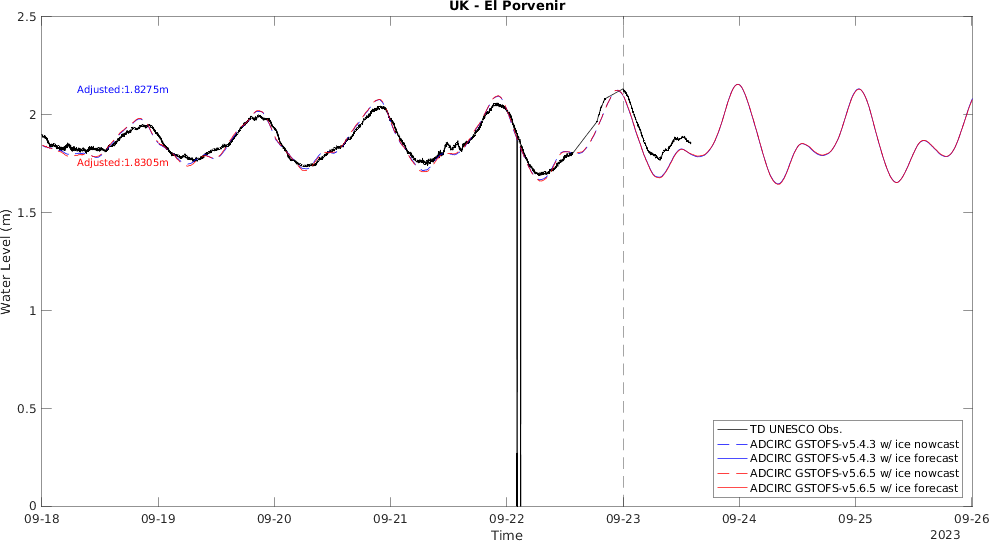 UK - El Porvenir
2.5
2
1.5
1
0.5
0
Water Level (m)
Adjusted:1.8275m
Adjusted:1.8305m
TD UNESCO Obs.
ADCIRC GSTOFS-v5.4.3 w/ ice nowcast
ADCIRC GSTOFS-v5.4.3 w/ ice forecast
ADCIRC GSTOFS-v5.6.5 w/ ice nowcast
ADCIRC GSTOFS-v5.6.5 w/ ice forecast
09-18 09-19 09-20 09-21 09-22 09-23 09-24 09-25 09-26
Time
2023